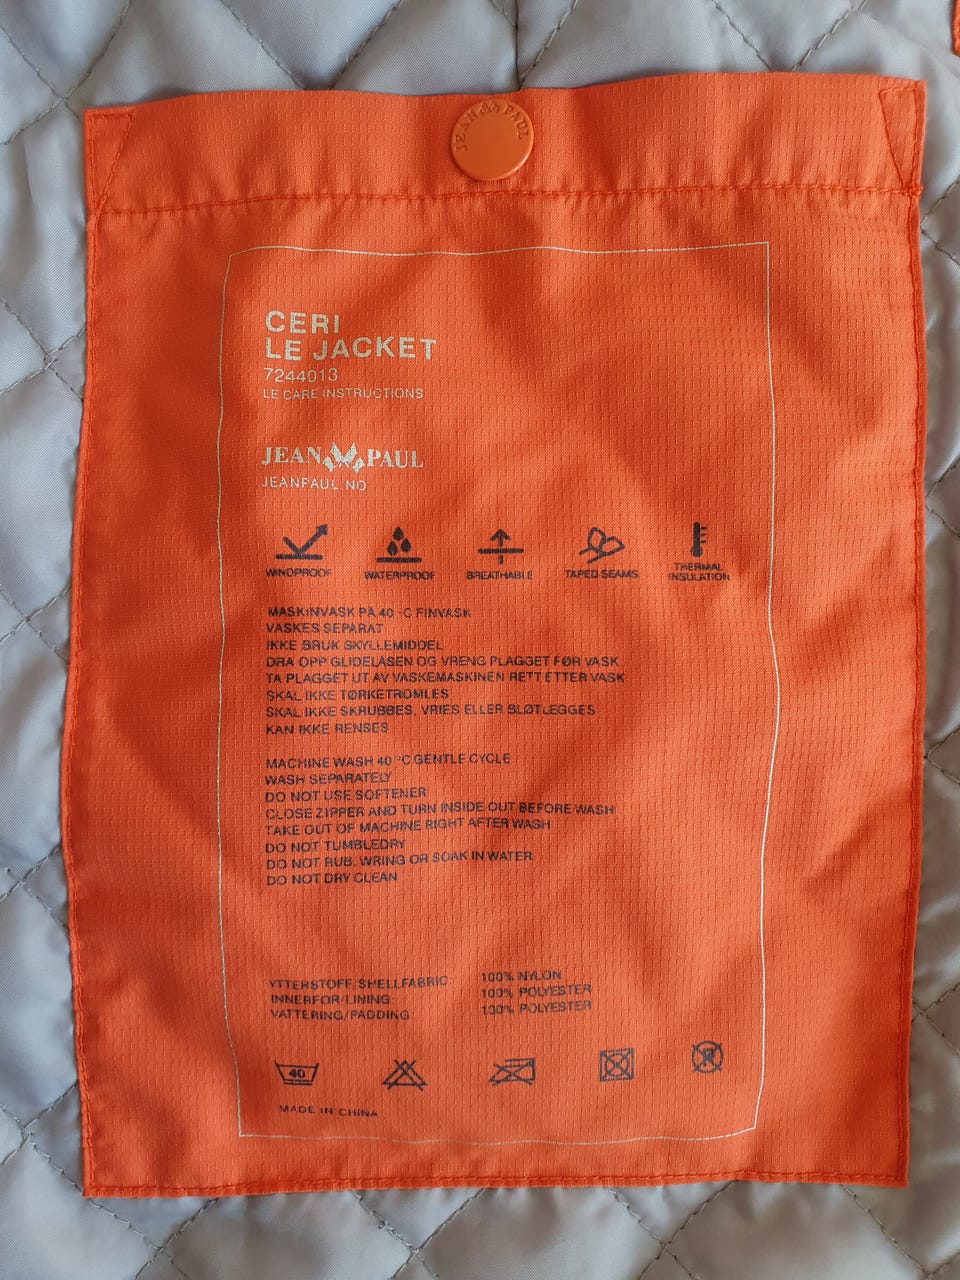 JEAN PAUL
CERI
LE JACKET
7244013
LE CARE INSTRUCTIONS
JEAN PAUL
JEANPAUL.NO
WINDPROOF WATERPROOF BREATHABLE TAPED SEAMS THERMAL INSULATION
MASKINVASK PÅ 40 °C FINVASK
VASKES SEPARAT
IKKE BRUK SKYLLEMIDDEL
DRA OPP GLIDELÅSEN OG VRENG PLAGGET FØR VASK
TA PLAGGET UT AV VASKEMASKINEN RETT ETTER VASK
SKAL IKKE TØRKETROMLES
SKAL IKKE SKRUBBES, VRIES ELLER BLØTLEGGES
KAN IKKE RENSES
MACHINE WASH 40 °C GENTLE CYCLE
WASH SEPARATELY
DO NOT USE SOFTENER
CLOSE ZIPPER AND TURN INSIDE OUT BEFORE WASH
TAKE OUT OF MACHINE RIGHT AFTER WASH
DO NOT TUMBLEDRY
DO NOT RUB, WRING OR SOAK IN WATER
DO NOT DRY CLEAN
YTTERSTOFF/SHELLFABRIC: 100% NYLON
INNERFOR/LINING: 100% POLYESTER
VATTERING/PADDING: 100% POLYESTER
40 P
MADE IN CHINA